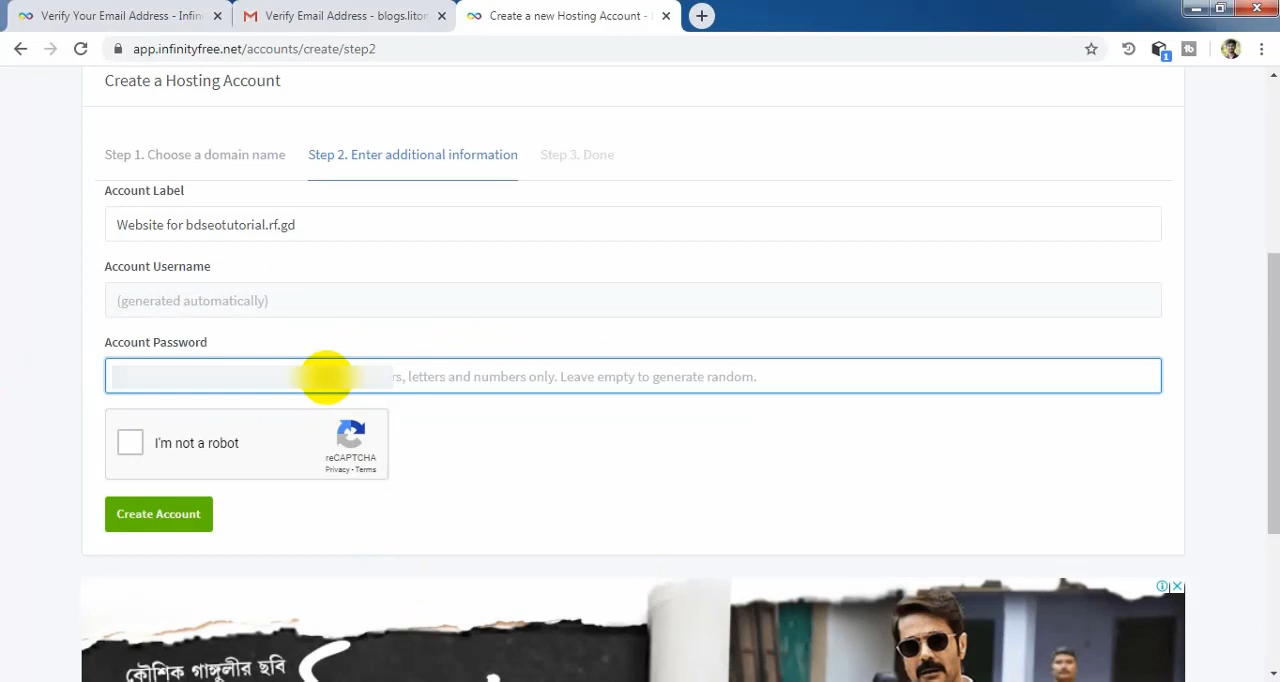 Verify Your Email Address - Infin
Verify Email Address - blogs.liton
Create a new Hosting Account -
app.infinityfree.net/accounts/create/step2
1
Create a Hosting Account
Step 1. Choose a domain name
Step 2. Enter additional information
Step 3. Done
Account Label
Website for bdseotutorial.rf.gd
Account Username
(generated automatically)
Account Password
rs, letters and numbers only. Leave empty to generate random.
I'm not a robot
reCAPTCHA
Privacy - Terms
Create Account
কৌশিক গাঙ্গুলীর ছবি